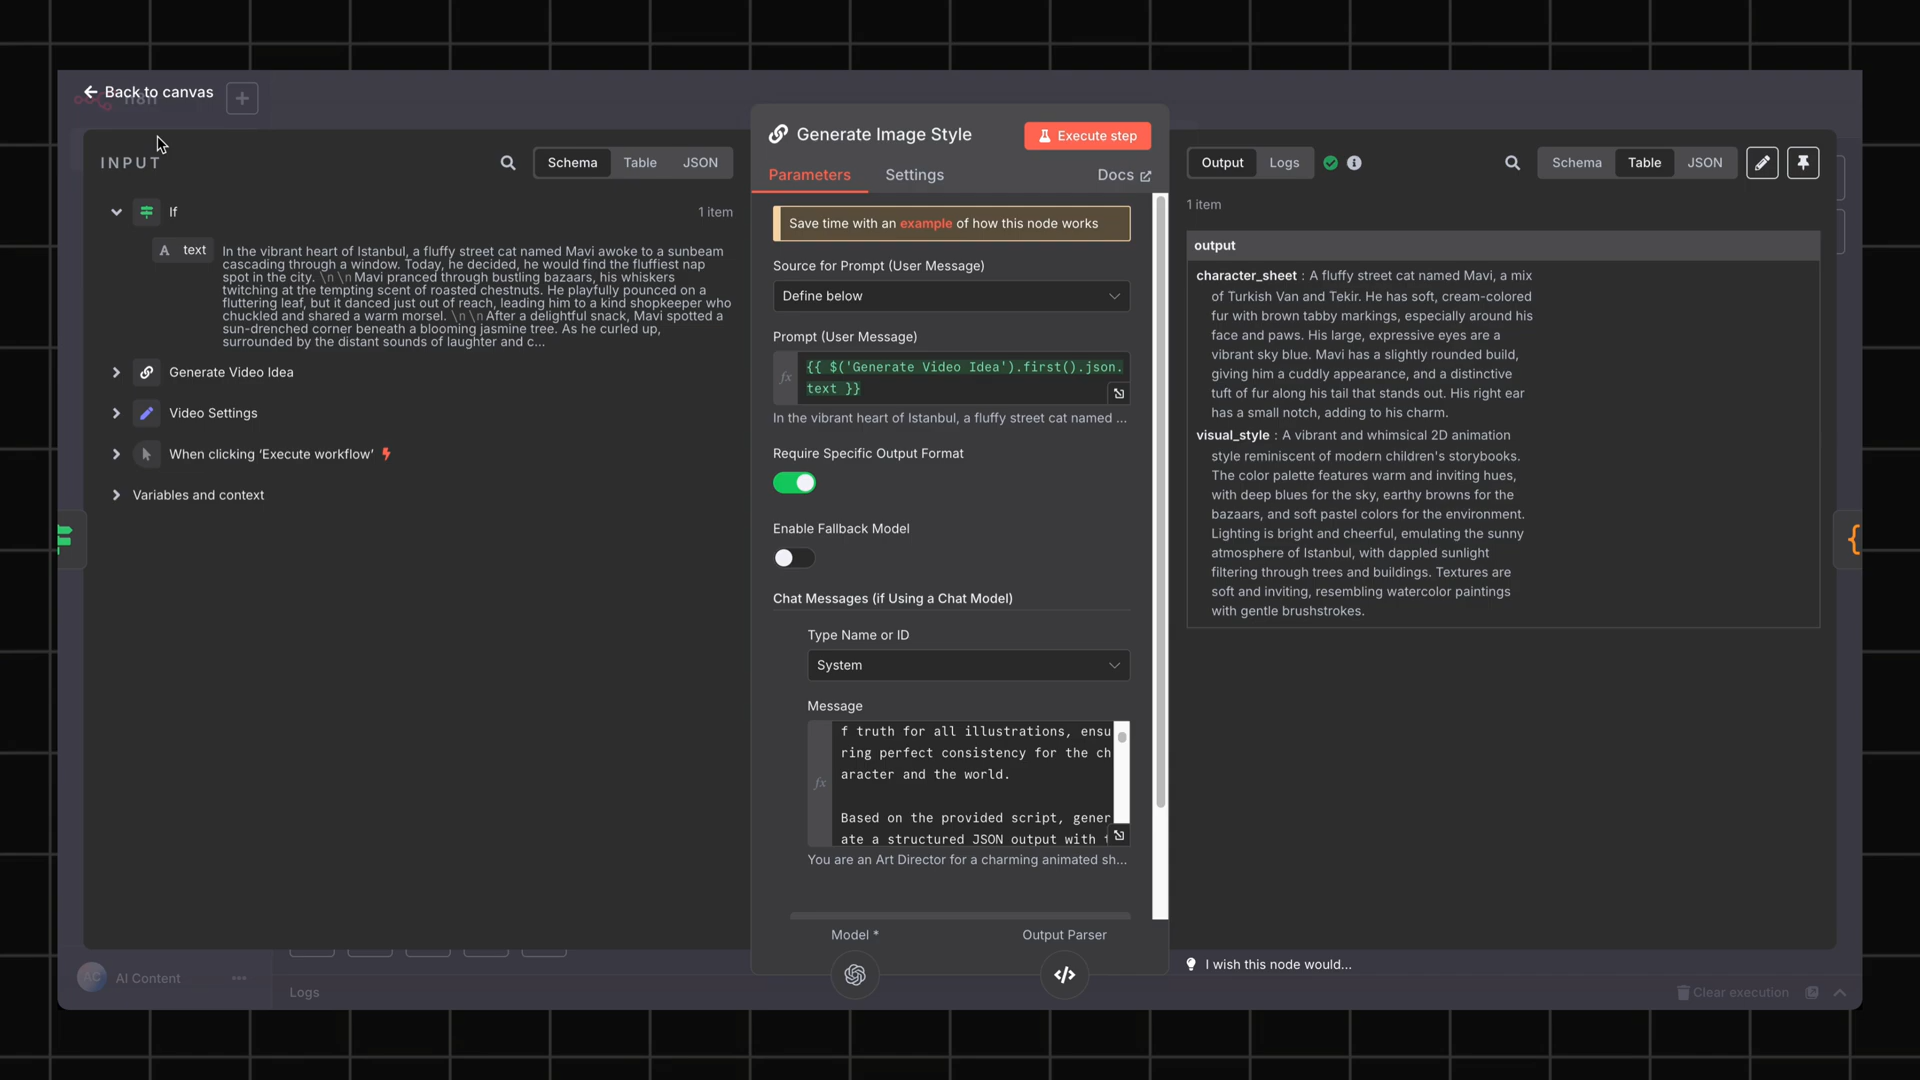 Back to canvas
n8n
INPUT
Schema
Table
JSON
If
1 item
text
In the vibrant heart of Istanbul, a fluffy street cat named Mavi awoke to a sunbeam
cascading through a window. Today, he decided, he would find the fluffiest nap
spot in the city. \n\nMavi pranced through bustling bazaars, his whiskers
twitching at the tempting scent of roasted chestnuts. He playfully pounced on a
fluttering leaf, but it danced just out of reach, leading him to a kind shopkeeper who
chuckled and shared a warm morsel. \n\nAfter a delightful snack, Mavi spotted a
sun-drenched corner beneath a blooming jasmine tree. As he curled up,
surrounded by the distant sounds of laughter and c...
Generate Video Idea
Video Settings
When clicking ‘Execute workflow’
Variables and context
Generate Image Style
Execute step
Parameters
Settings
Docs
Save time with an example of how this node works
Source for Prompt (User Message)
Define below
Prompt (User Message)
fx
{{ $('Generate Video Idea').first().json.
text }}
In the vibrant heart of Istanbul, a fluffy street cat named ...
Require Specific Output Format
Enable Fallback Model
Chat Messages (if Using a Chat Model)
Type Name or ID
System
Message
fx
f truth for all illustrations, ensu
ring perfect consistency for the ch
aracter and the world.
Based on the provided script, gener
ate a structured JSON output with
You are an Art Director for a charming animated sh...
Model *
Output Parser
Output
Logs
Schema
Table
JSON
1 item
output
character_sheet : A fluffy street cat named Mavi, a mix
of Turkish Van and Tekir. He has soft, cream-colored
fur with brown tabby markings, especially around his
face and paws. His large, expressive eyes are a
vibrant sky blue. Mavi has a slightly rounded build,
giving him a cuddly appearance, and a distinctive
tuft of fur along his tail that stands out. His right ear
has a small notch, adding to his charm.
visual_style : A vibrant and whimsical 2D animation
style reminiscent of modern children's storybooks.
The color palette features warm and inviting hues,
with deep blues for the sky, earthy browns for the
bazaars, and soft pastel colors for the environment.
Lighting is bright and cheerful, emulating the sunny
atmosphere of Istanbul, with dappled sunlight
filtering through trees and buildings. Textures are
soft and inviting, resembling watercolor paintings
with gentle brushstrokes.
I wish this node would...
AC
AI Content
Logs
Clear execution